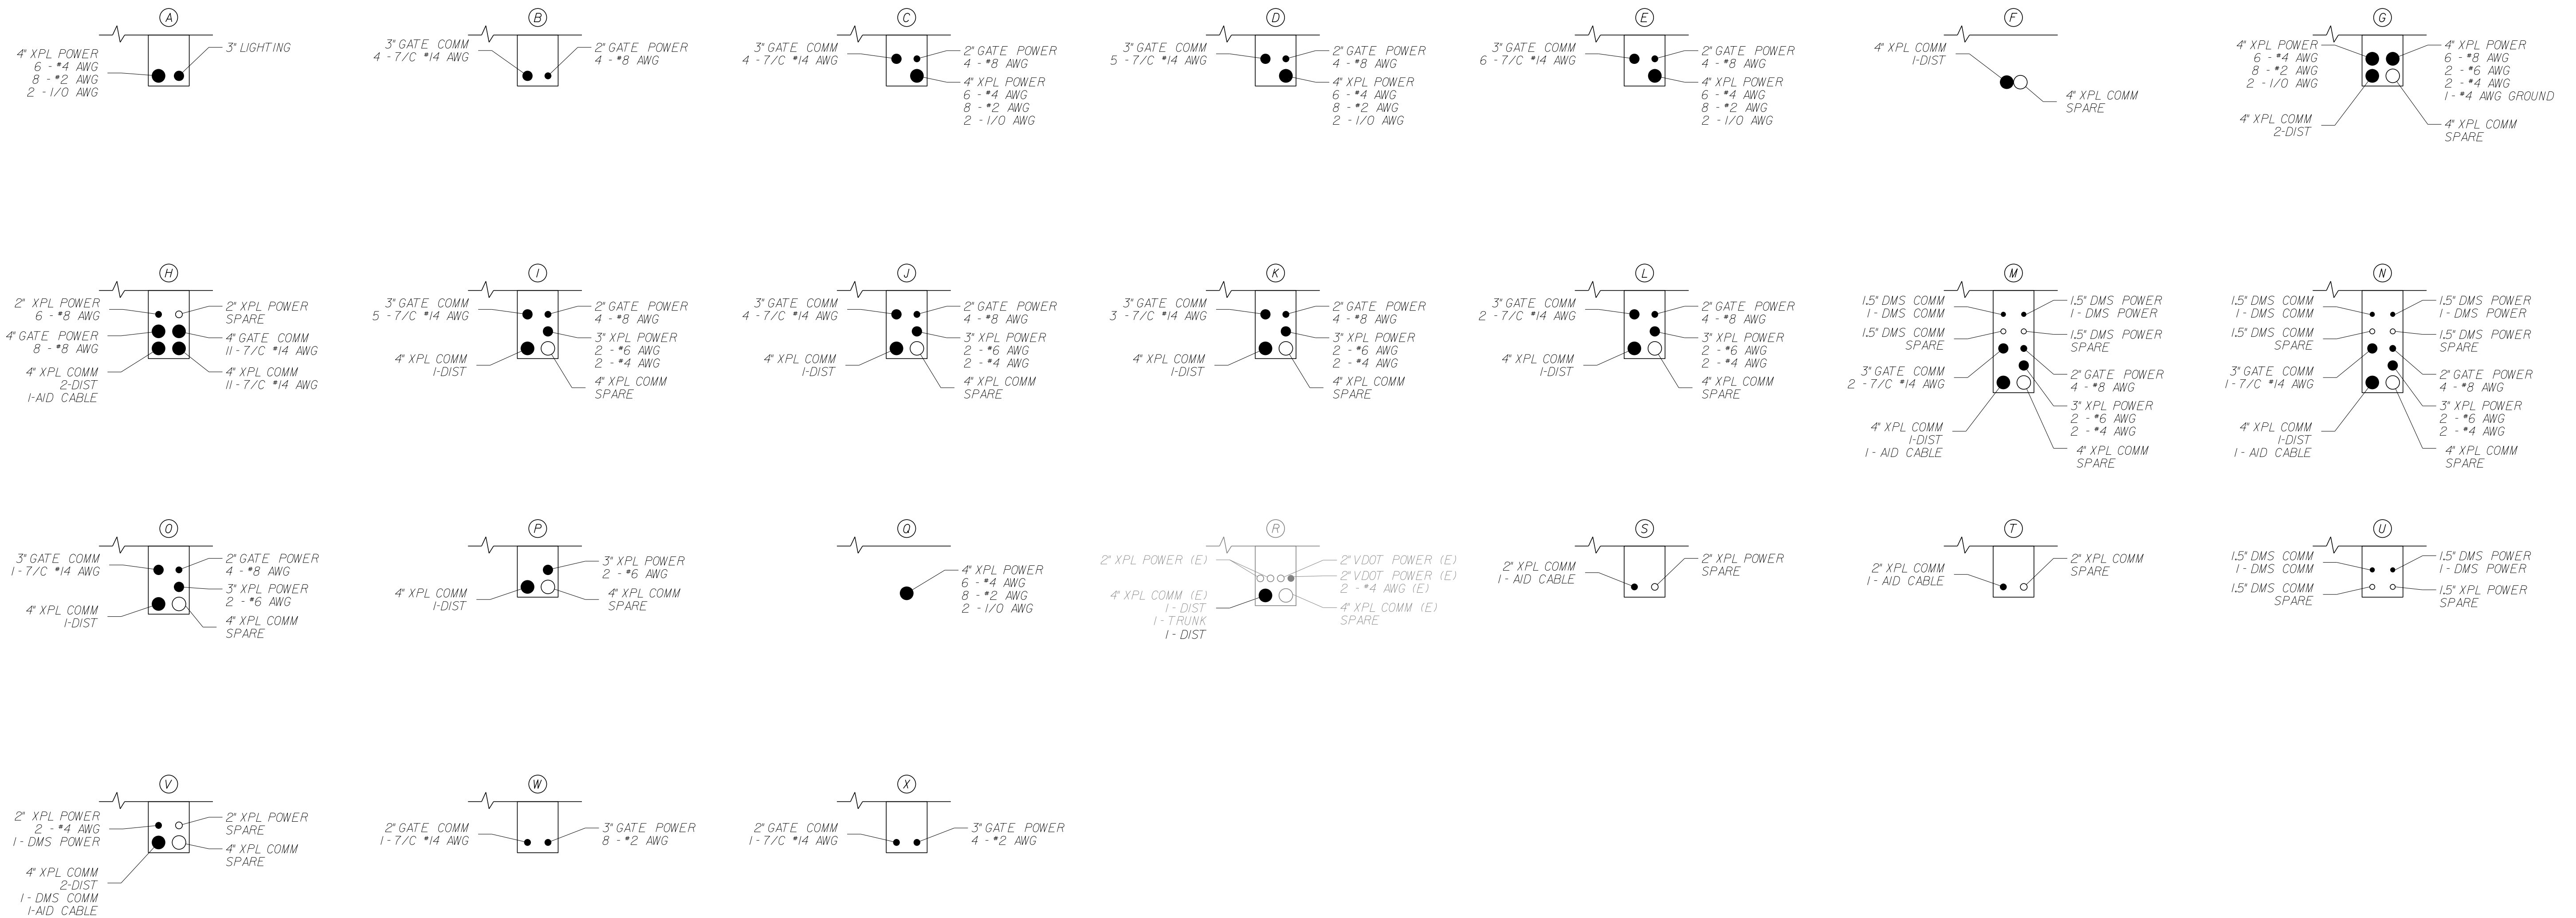 A
4" XPL POWER
6 - #4 AWG
8 - #2 AWG
2 - 1/0 AWG
3" LIGHTING
B
3" GATE COMM
4 - 7/C #14 AWG
2" GATE POWER
4 - #8 AWG
C
3" GATE COMM
4 - 7/C #14 AWG
2" GATE POWER
4 - #8 AWG
4" XPL POWER
6 - #4 AWG
8 - #2 AWG
2 - 1/0 AWG
D
3" GATE COMM
5 - 7/C #14 AWG
2" GATE POWER
4 - #8 AWG
4" XPL POWER
6 - #4 AWG
8 - #2 AWG
2 - 1/0 AWG
E
3" GATE COMM
6 - 7/C #14 AWG
2" GATE POWER
4 - #8 AWG
4" XPL POWER
6 - #4 AWG
8 - #2 AWG
2 - 1/0 AWG
F
4" XPL COMM
1-DIST
4" XPL COMM
SPARE
G
4" XPL POWER
6 - #4 AWG
8 - #2 AWG
2 - 1/0 AWG
4" XPL COMM
2-DIST
4" XPL POWER
6 - #8 AWG
2 - #6 AWG
2 - #4 AWG
1 - #4 AWG GROUND
4" XPL COMM
SPARE
H
2" XPL POWER
6 - #8 AWG
4" GATE POWER
8 - #8 AWG
4" XPL COMM
2-DIST
1-AID CABLE
2" XPL POWER
SPARE
4" GATE COMM
11 - 7/C #14 AWG
4" XPL COMM
11 - 7/C #14 AWG
I
3" GATE COMM
5 - 7/C #14 AWG
4" XPL COMM
1-DIST
2" GATE POWER
4 - #8 AWG
3" XPL POWER
2 - #6 AWG
2 - #4 AWG
4" XPL COMM
SPARE
J
3" GATE COMM
4 - 7/C #14 AWG
4" XPL COMM
1-DIST
2" GATE POWER
4 - #8 AWG
3" XPL POWER
2 - #6 AWG
2 - #4 AWG
4" XPL COMM
SPARE
K
3" GATE COMM
3 - 7/C #14 AWG
4" XPL COMM
1-DIST
2" GATE POWER
4 - #8 AWG
3" XPL POWER
2 - #6 AWG
2 - #4 AWG
4" XPL COMM
SPARE
L
3" GATE COMM
2 - 7/C #14 AWG
4" XPL COMM
1-DIST
2" GATE POWER
4 - #8 AWG
3" XPL POWER
2 - #6 AWG
2 - #4 AWG
4" XPL COMM
SPARE
M
1.5" DMS COMM
1 - DMS COMM
1.5" DMS COMM
SPARE
3" GATE COMM
2 - 7/C #14 AWG
4" XPL COMM
1-DIST
1 - AID CABLE
1.5" DMS POWER
1 - DMS POWER
1.5" DMS POWER
SPARE
2" GATE POWER
4 - #8 AWG
3" XPL POWER
2 - #6 AWG
2 - #4 AWG
4" XPL COMM
SPARE
N
1.5" DMS COMM
1 - DMS COMM
1.5" DMS COMM
SPARE
3" GATE COMM
1 - 7/C #14 AWG
4" XPL COMM
1-DIST
1 - AID CABLE
1.5" DMS POWER
1 - DMS POWER
1.5" DMS POWER
SPARE
2" GATE POWER
4 - #8 AWG
3" XPL POWER
2 - #6 AWG
2 - #4 AWG
4" XPL COMM
SPARE
O
3" GATE COMM
1 - 7/C #14 AWG
4" XPL COMM
1-DIST
2" GATE POWER
4 - #8 AWG
3" XPL POWER
2 - #6 AWG
4" XPL COMM
SPARE
P
4" XPL COMM
1-DIST
3" XPL POWER
2 - #6 AWG
4" XPL COMM
SPARE
Q
4" XPL POWER
6 - #4 AWG
8 - #2 AWG
2 - 1/0 AWG
R
2" XPL POWER (E)
4" XPL COMM (E)
1 - DIST
1 - TRUNK
1 - DIST
2" VDOT POWER (E)
2" VDOT POWER (E)
2 - #4 AWG (E)
4" XPL COMM (E)
SPARE
S
2" XPL COMM
1 - AID CABLE
2" XPL POWER
SPARE
T
2" XPL COMM
1 - AID CABLE
2" XPL COMM
SPARE
U
1.5" DMS COMM
1 - DMS COMM
1.5" DMS COMM
SPARE
1.5" DMS POWER
1 - DMS POWER
1.5" XPL POWER
SPARE
V
2" XPL POWER
2 - #4 AWG
1 - DMS POWER
4" XPL COMM
2-DIST
1 - DMS COMM
1-AID CABLE
2" XPL POWER
SPARE
4" XPL COMM
SPARE
W
2" GATE COMM
1 - 7/C #14 AWG
3" GATE POWER
8 - #2 AWG
X
2" GATE COMM
1 - 7/C #14 AWG
3" GATE POWER
4 - #2 AWG